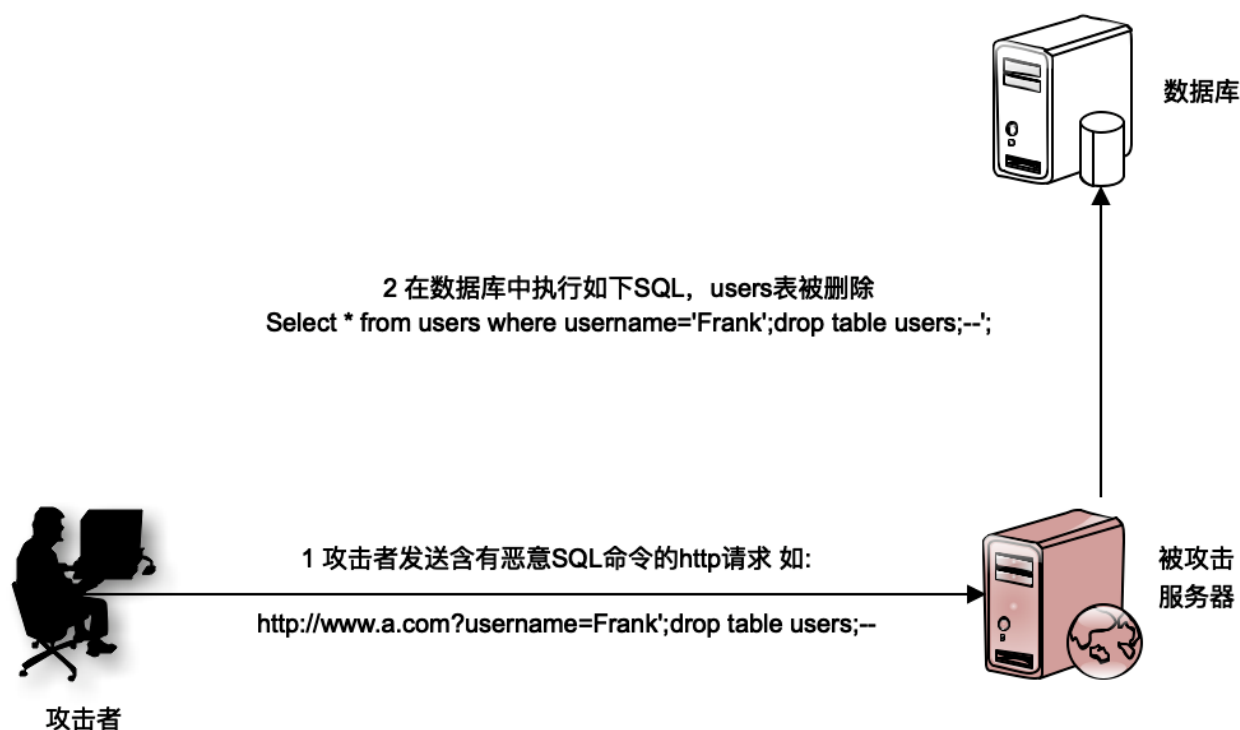 数据库
2 在数据库中执行如下SQL，users表被删除
Select * from users where username='Frank';drop table users;--';
1 攻击者发送含有恶意SQL命令的http请求 如:
http://www.a.com?username=Frank';drop table users;--
被攻击
服务器
攻击者